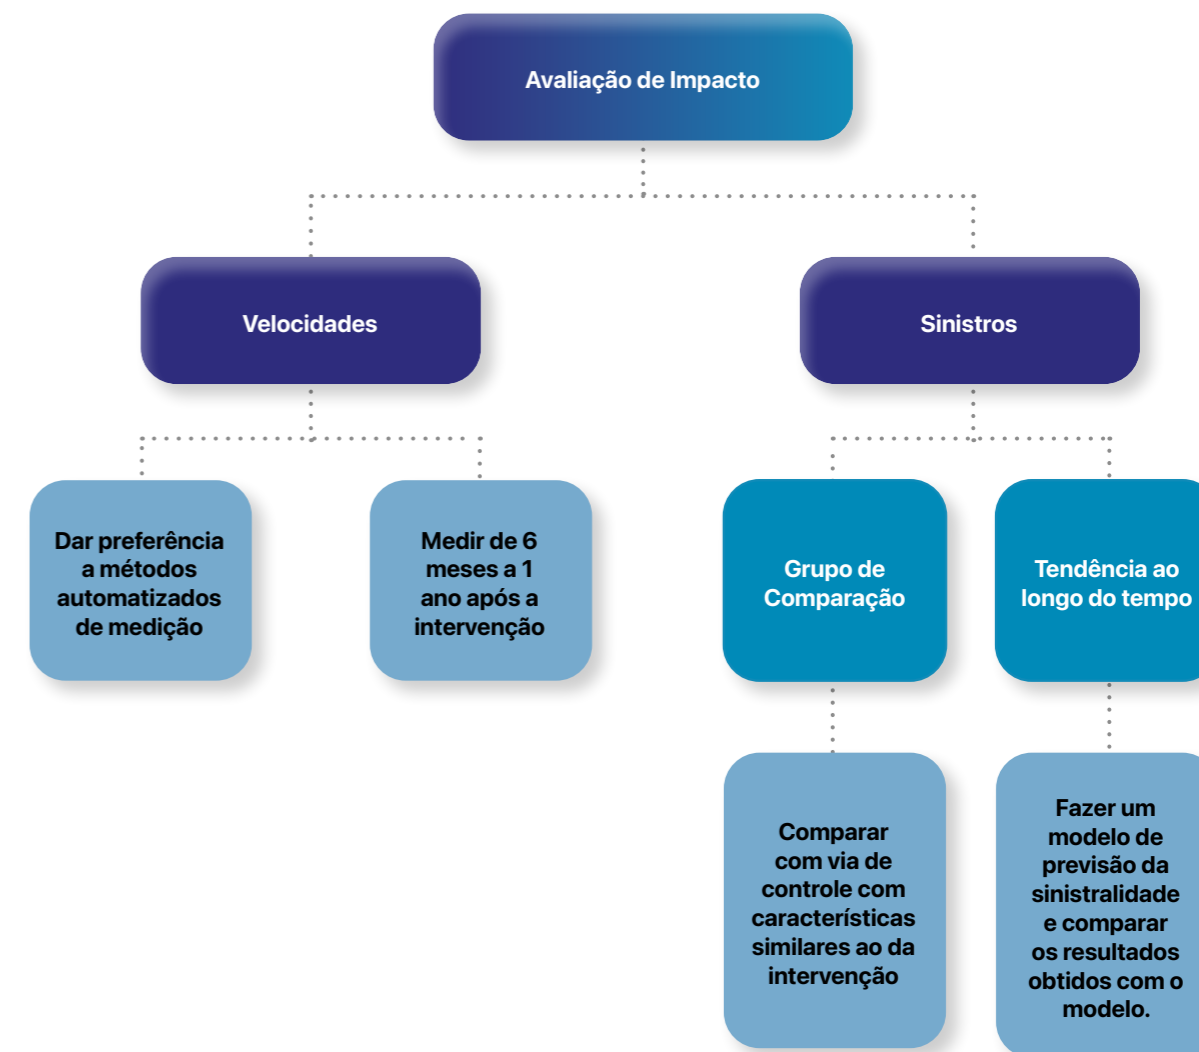 Avaliação de Impacto
Velocidades
Sinistros
Dar preferência
a métodos
automatizados
de medição
Medir de 6
meses a 1
ano após a
intervenção
Grupo de
Comparação
Tendência ao
longo do tempo
Comparar
com via de
controle com
características
similares ao da
intervenção
Fazer um
modelo de
previsão da
sinistralidade
e comparar
os resultados
obtidos com o
modelo.